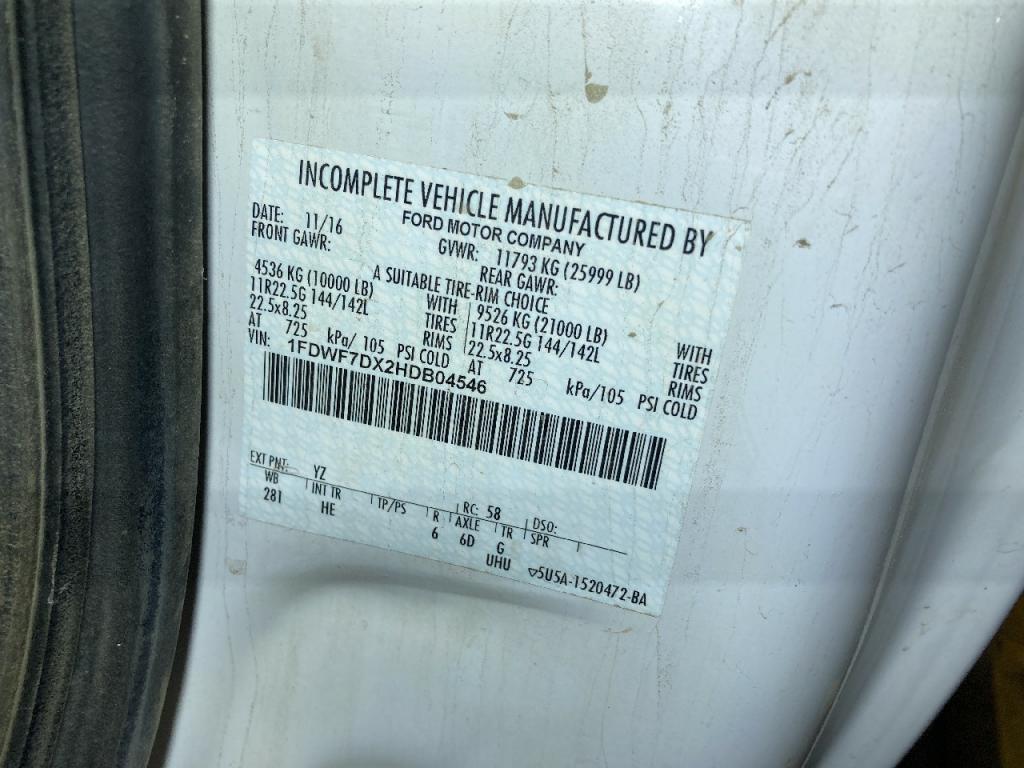 INCOMPLETE VEHICLE MANUFACTURED BY
FORD MOTOR COMPANY
DATE: 11/16 GVWR: 11793 KG (25999 LB)
FRONT GAWR: REAR GAWR:
A SUITABLE TIRE-RIM CHOICE
4536 KG (10000 LB) WITH 9526 KG (21000 LB) WITH
11R22.5G 144/142L TIRES 11R22.5G 144/142L TIRES
22.5x8.25 RIMS 22.5x8.25 RIMS
AT 725 kPa/ 105 PSI COLD AT 725 kPa/105 PSI COLD
VIN: 1FDWF7DX2HDB04546
EXT PNT: YZ RC: 58 DSO:
WB INT TR TP/PS R AXLE TR SPR
281 HE 6 6D G
UHU ▽5U5A-1520472-BA